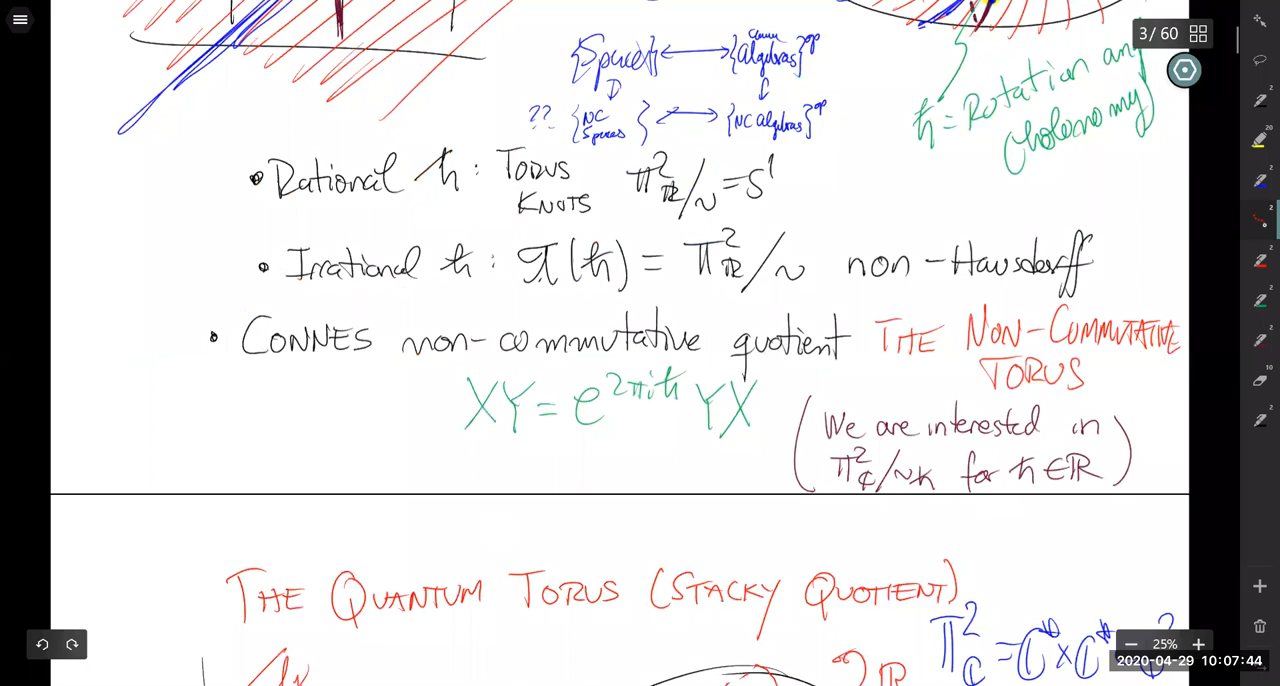 3 / 60
{Spaces} ⟷ {comm Algebras}^op
?? {NC Spaces} ⟷ {NC Algebras}^op
ħ = Rotation any
(holonomy)
• Rational ħ : TORUS KNOTS 𝕋²_ℝ/~ = S¹
• Irrational ħ : 𝒯(ħ) = 𝕋²_ℝ/~ non-Hausdorff
• CONNES non-commutative quotient THE NON-COMMUTATIVE TORUS
XY = e^{2πiħ} YX
(We are interested in
𝕋²_ℂ/~ħ for ħ ∈ ℝ)
THE QUANTUM TORUS (STACKY QUOTIENT)
𝕋²_ℂ = ℂ* × ℂ*
ℝ
25%
2020-04-29 10:07:44